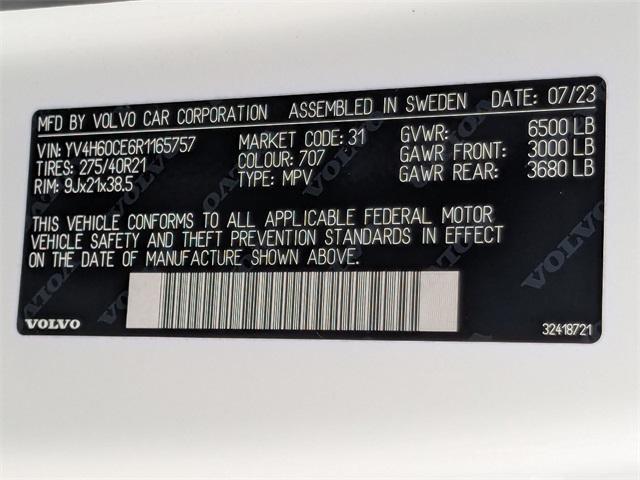 MFD BY VOLVO CAR CORPORATION ASSEMBLED IN SWEDEN DATE: 07/23
VIN: YV4H60CE6R1165757 MARKET CODE: 31 GVWR: 6500 LB
TIRES: 275/40R21 COLOUR: 707 GAWR FRONT: 3000 LB
RIM: 9Jx21x38.5 TYPE: MPV GAWR REAR: 3680 LB
THIS VEHICLE CONFORMS TO ALL APPLICABLE FEDERAL MOTOR
VEHICLE SAFETY AND THEFT PREVENTION STANDARDS IN EFFECT
ON THE DATE OF MANUFACTURE SHOWN ABOVE.
VOLVO 32418721